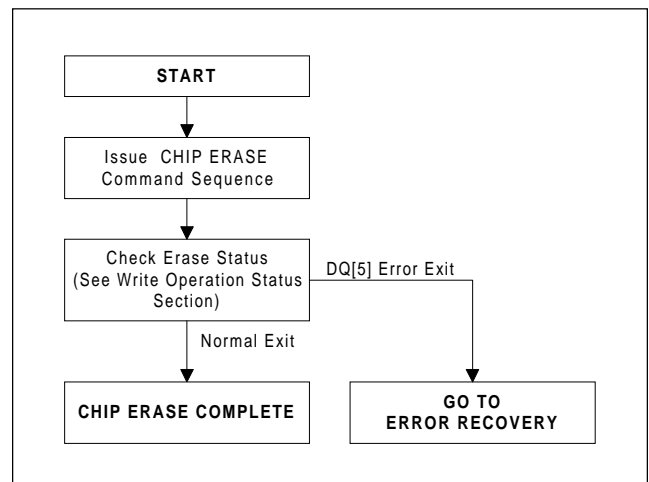 START
Issue CHIP ERASE
Command Sequence
Check Erase Status
(See Write Operation Status
Section)
DQ[5] Error Exit
Normal Exit
CHIP ERASE COMPLETE
GO TO
ERROR RECOVERY